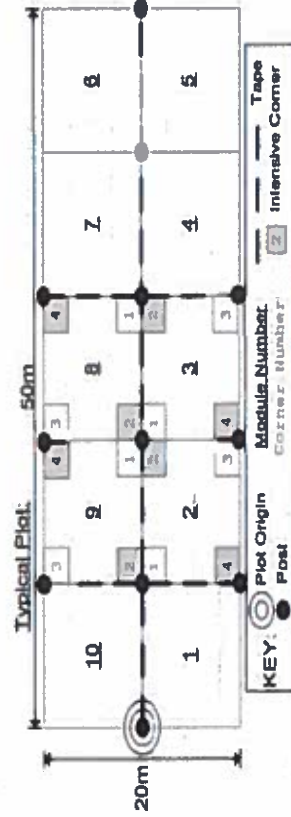 Typical Plot:
50m
20m
10 9 8 7 6
3 4 3 4
2 1 2 1
1 2 1 2
1 2 3 4 5
4 3 4 3
KEY: Plot Origin Module Number Tape
Post Corner Number 2 Intensive Corner